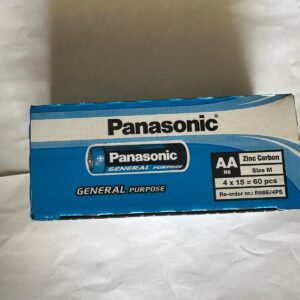 Panasonic
Panasonic
GENERAL PURPOSE
GENERAL PURPOSE
AA
R6
Zinc Carbon
Size M
4 x 15 = 60 pcs
Re-order nr.: R6BE/4PS